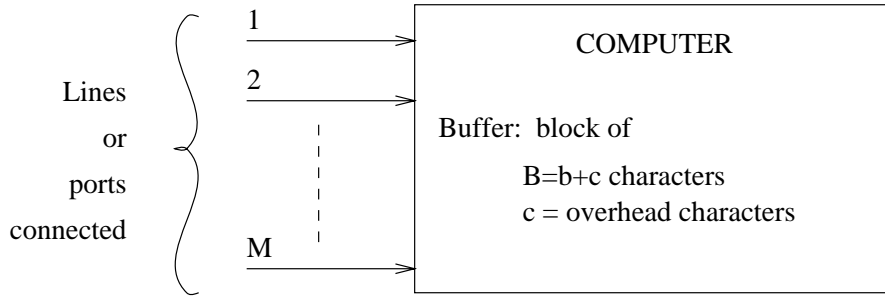 Lines
or
ports
connected
1
2
M
COMPUTER
Buffer: block of
B=b+c characters
c = overhead characters